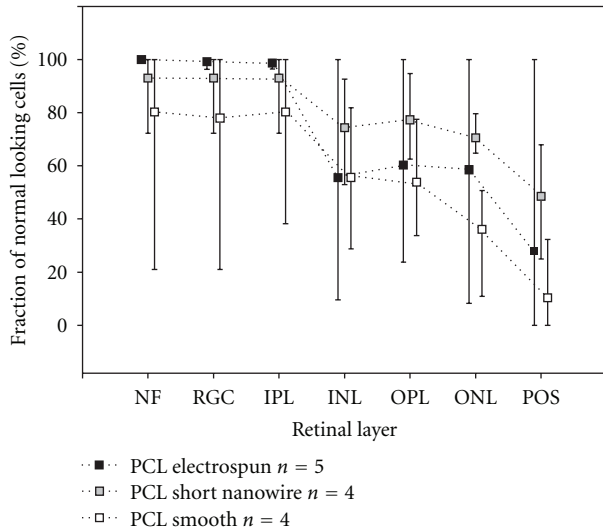 Fraction of normal looking cells (%)
100
80
60
40
20
0
NF RGC IPL INL OPL ONL POS
Retinal layer
PCL electrospun n = 5
PCL short nanowire n = 4
PCL smooth n = 4